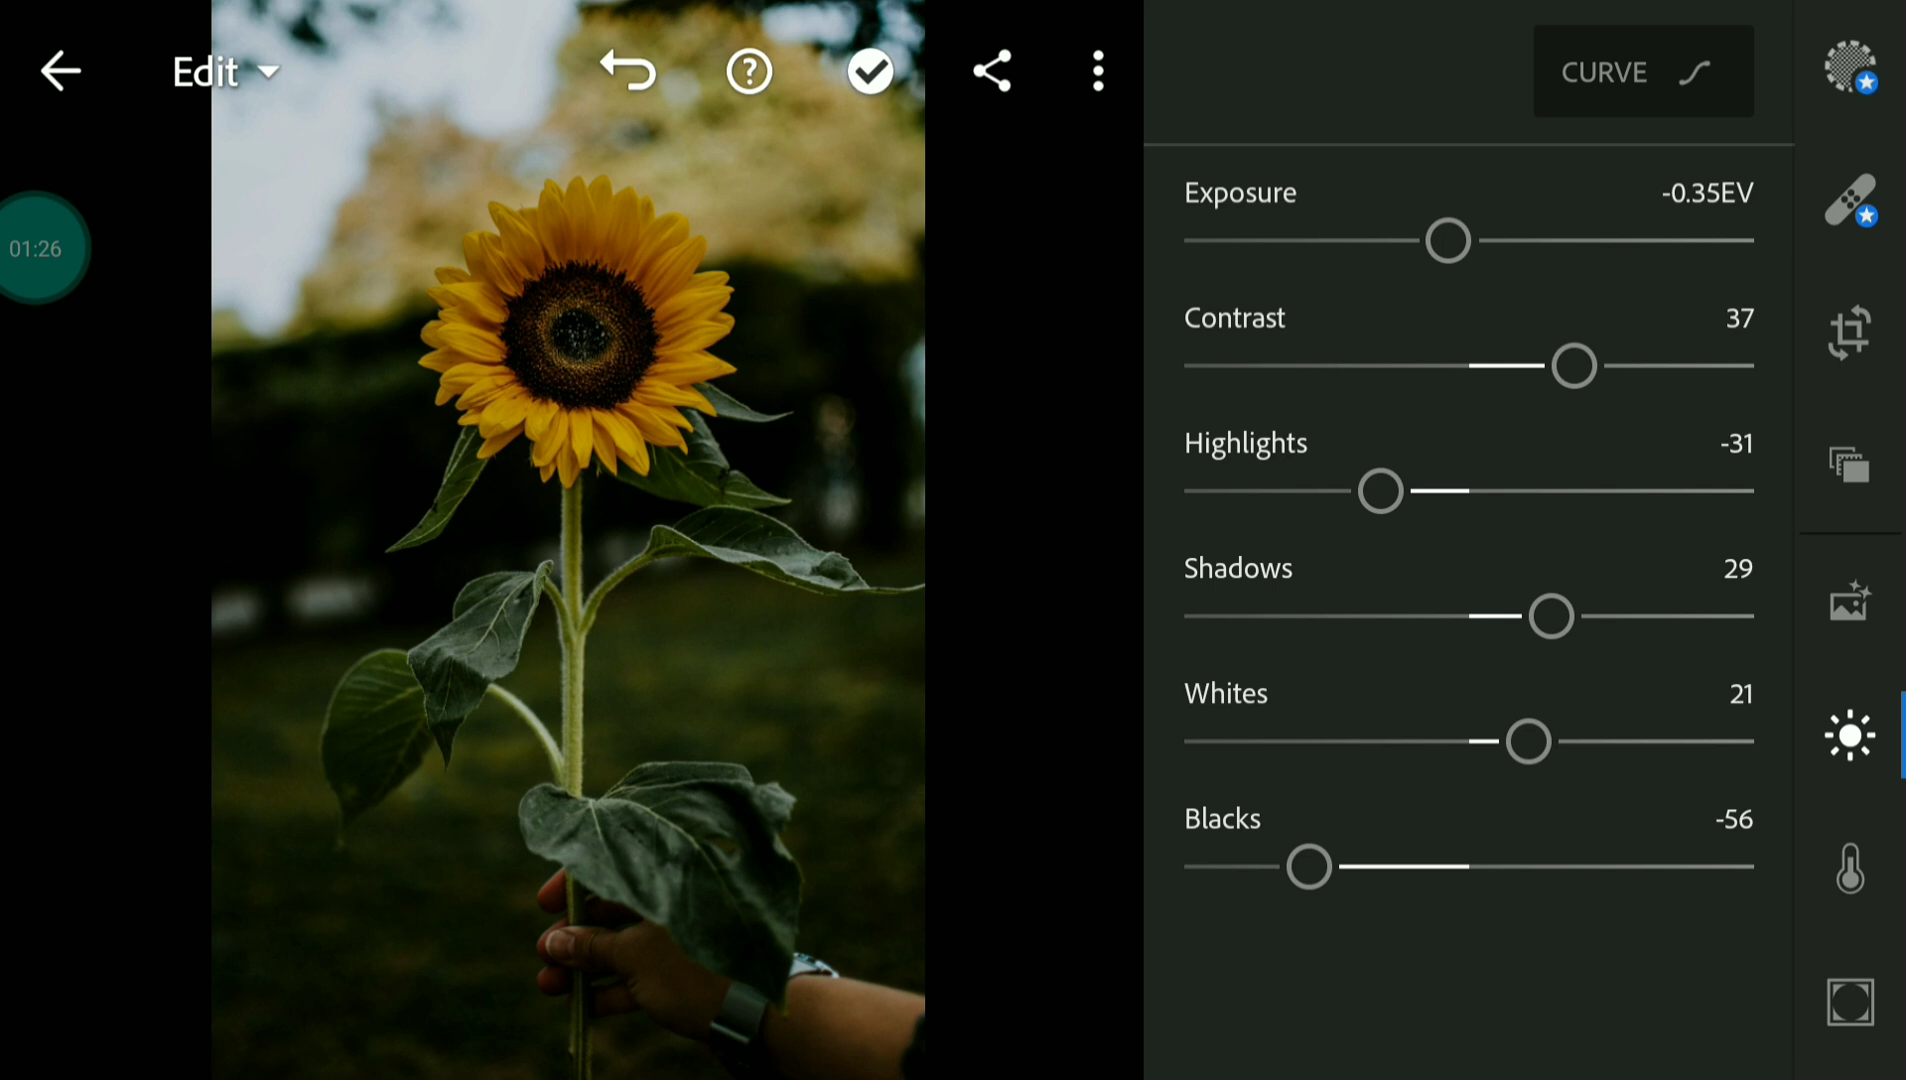 Edit
01:26
CURVE
Exposure -0.35EV
Contrast 37
Highlights -31
Shadows 29
Whites 21
Blacks -56